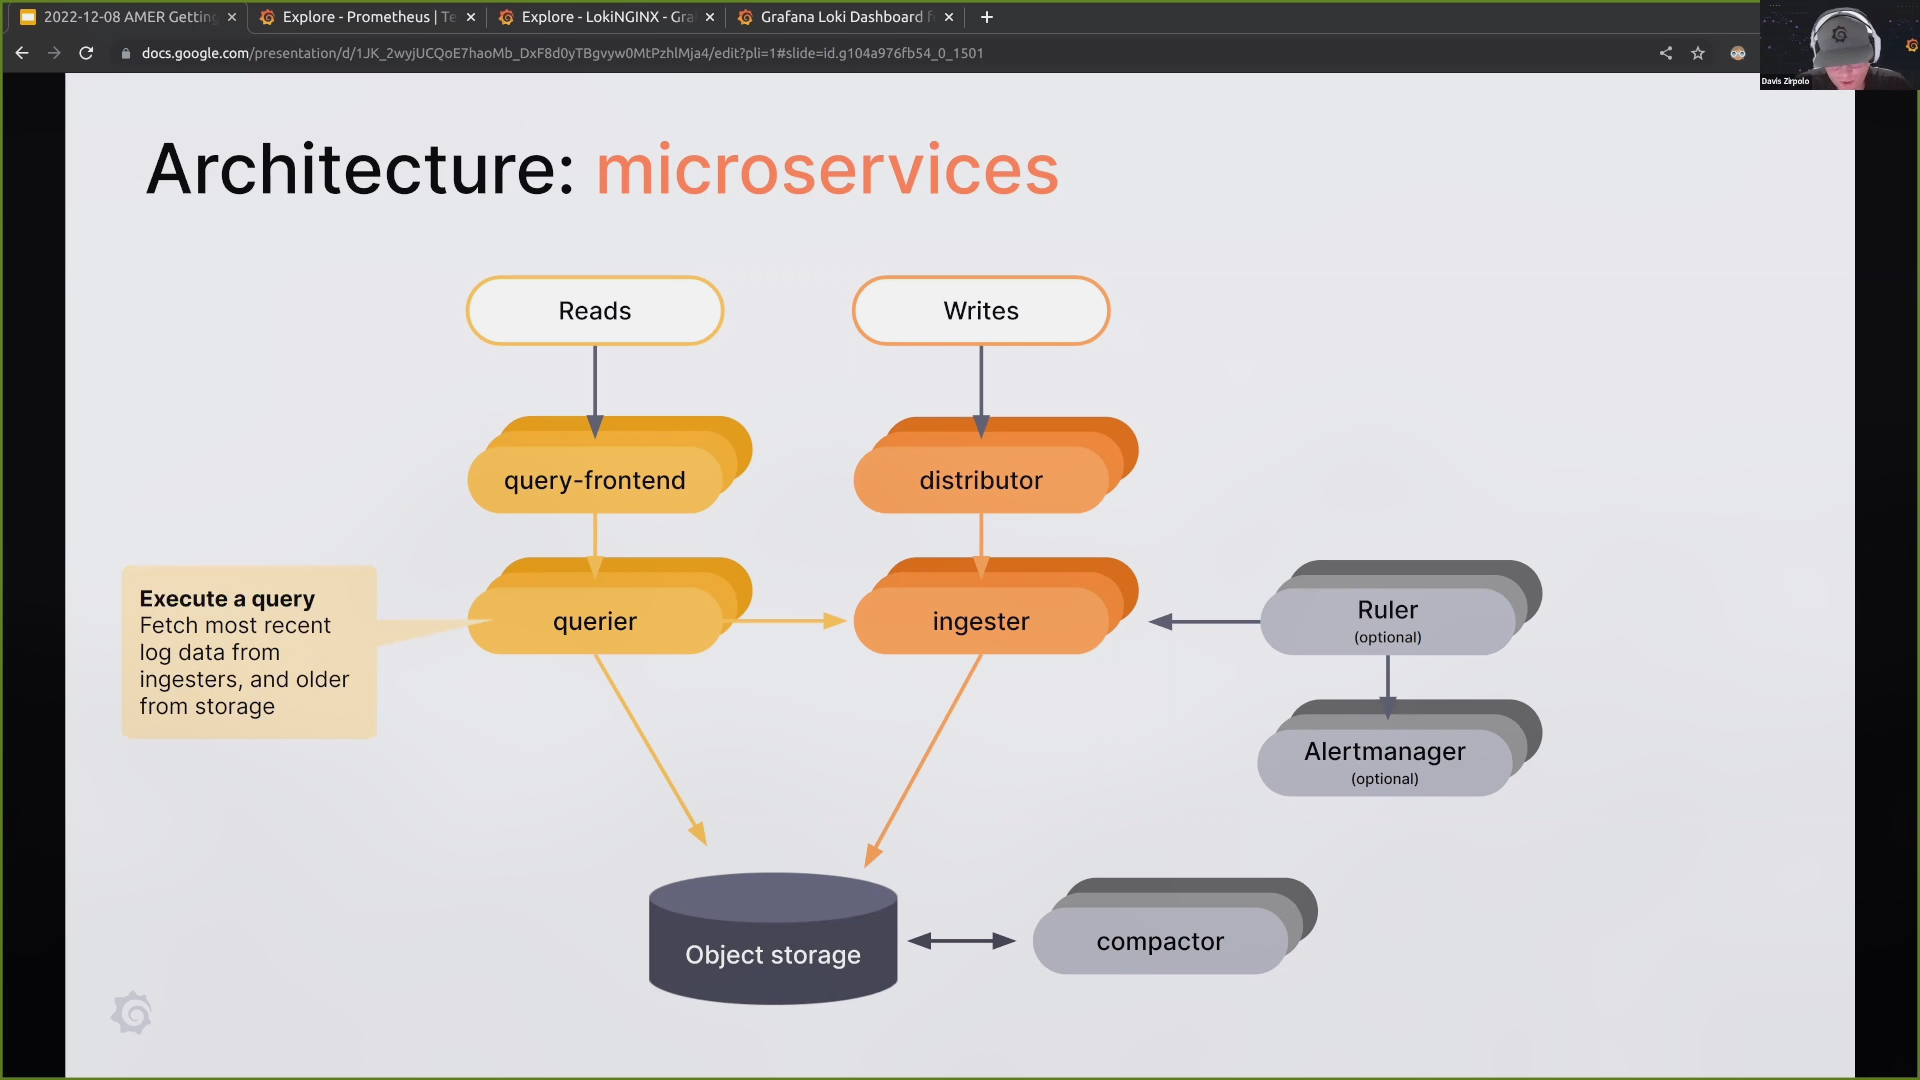 2022-12-08 AMER Getting
Explore - Prometheus | Te
Explore - LokiNGINX - Gra
Grafana Loki Dashboard f
docs.google.com/presentation/d/1JK_2wyjUCQoE7haoMb_DxF8d0yTBgvyw0MtPzhlMja4/edit?pli=1#slide=id.g104a976fb54_0_1501
Davis Zirpolo
Architecture: microservices
Reads
Writes
query-frontend
distributor
Execute a query
Fetch most recent
log data from
ingesters, and older
from storage
querier
ingester
Ruler
(optional)
Alertmanager
(optional)
Object storage
compactor